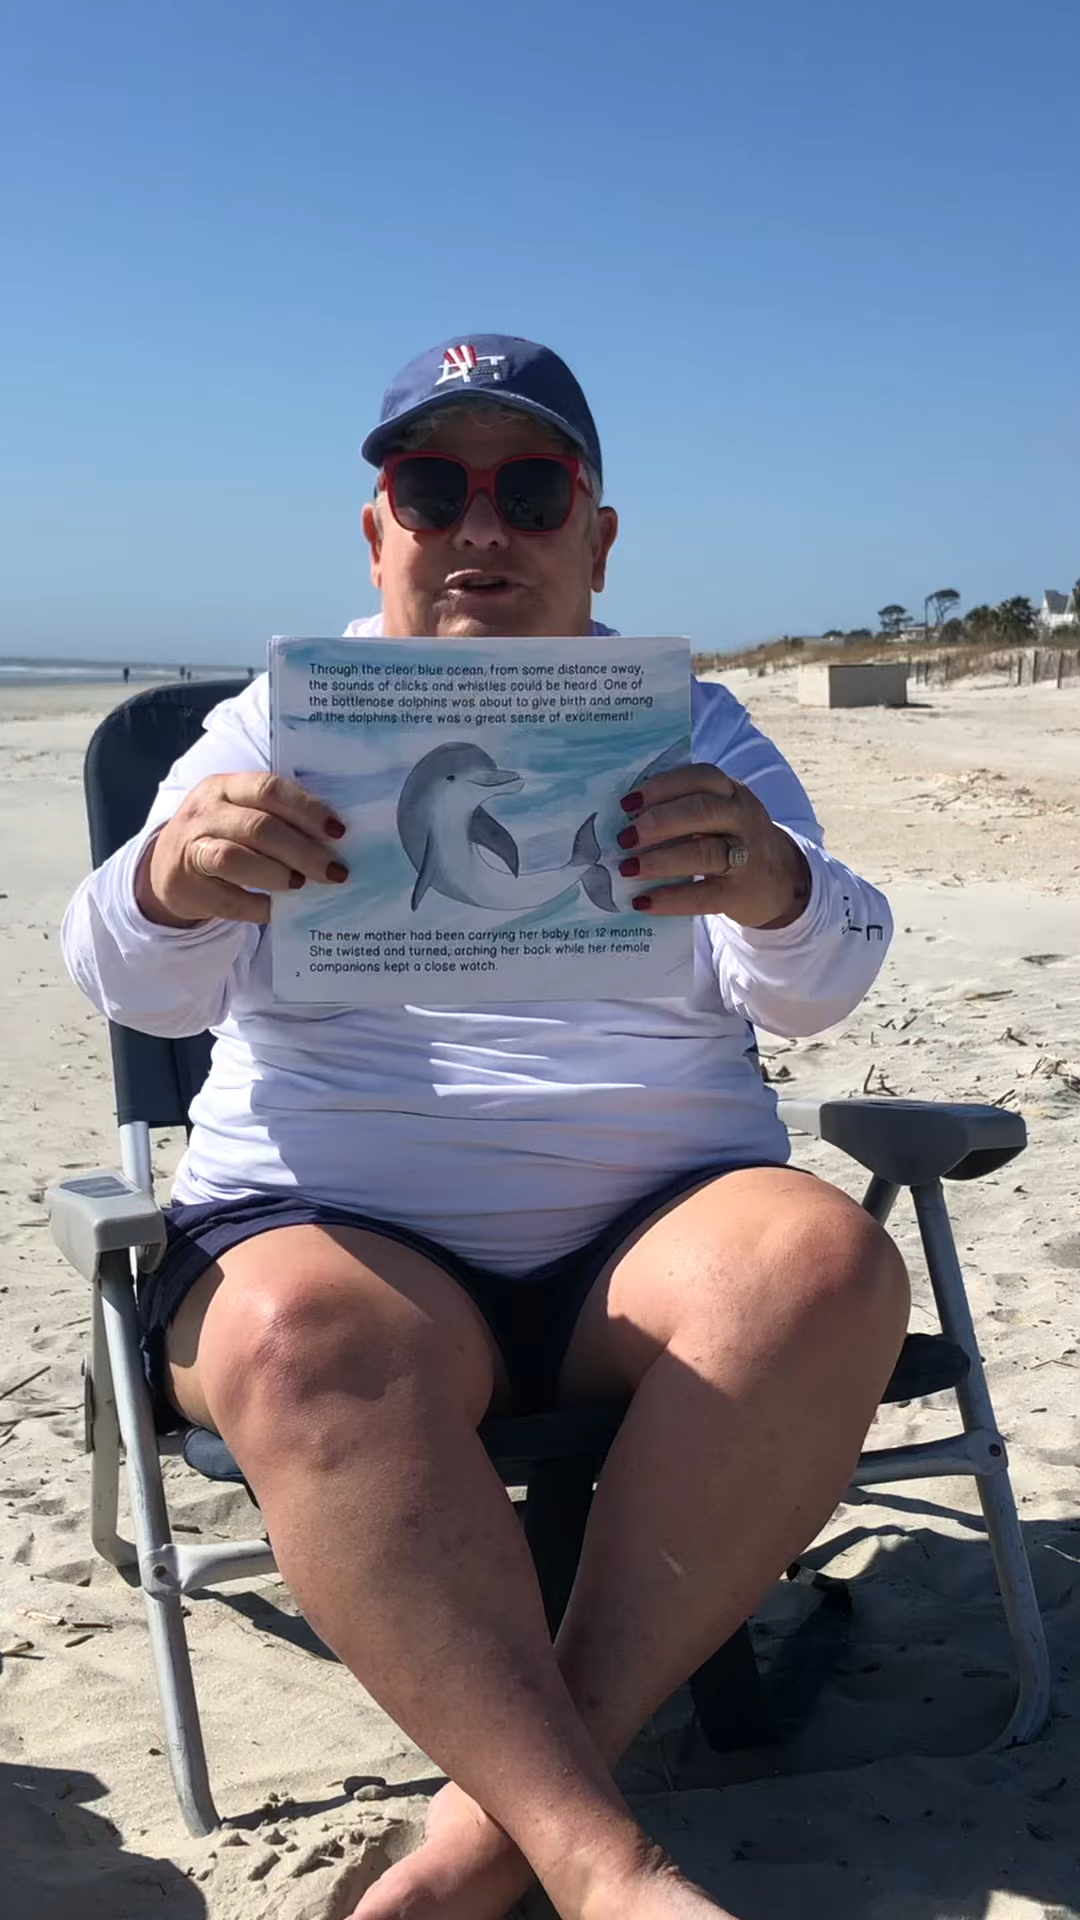 Through the clear blue ocean, from some distance away,
the sounds of clicks and whistles could be heard. One of
the bottlenose dolphins was about to give birth and among
all the dolphins there was a great sense of excitement!
The new mother had been carrying her baby for 12 months.
She twisted and turned, arching her back while her female
companions kept a close watch.
2